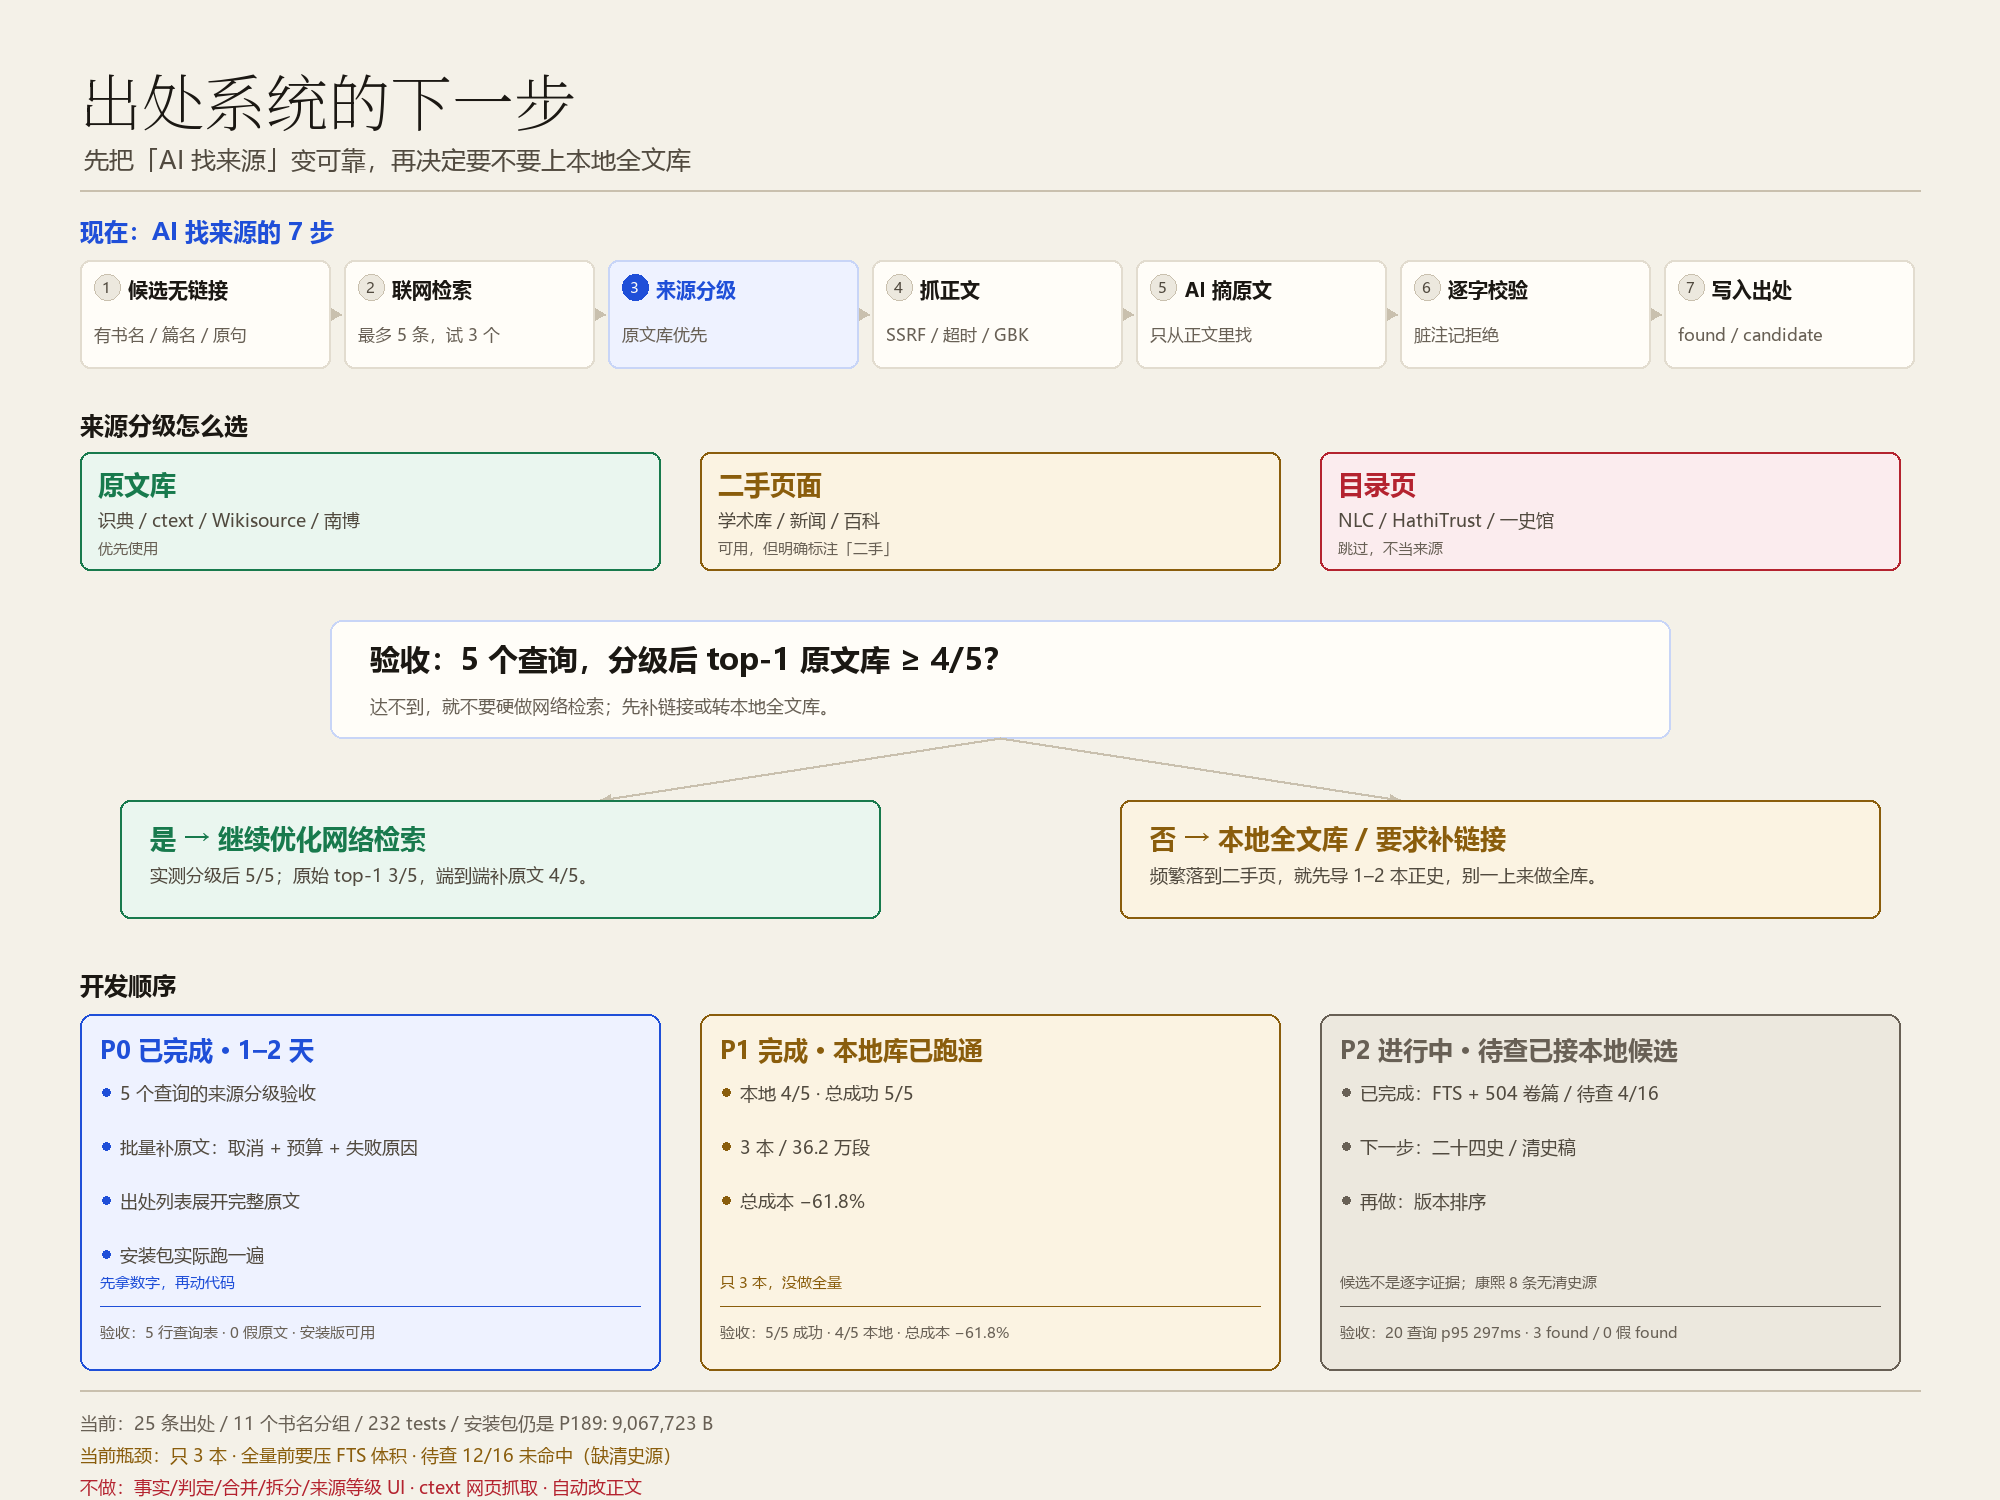 出处系统的下一步
先把「AI 找来源」变可靠，再决定要不要上本地全文库
现在：AI 找来源的 7 步
1 候选无链接
有书名 / 篇名 / 原句
2 联网检索
最多 5 条，试 3 个
3 来源分级
原文库优先
4 抓正文
SSRF / 超时 / GBK
5 AI 摘原文
只从正文里找
6 逐字校验
脏注记拒绝
7 写入出处
found / candidate
来源分级怎么选
原文库
识典 / ctext / Wikisource / 南博
优先使用
二手页面
学术库 / 新闻 / 百科
可用，但明确标注「二手」
目录页
NLC / HathiTrust / 一史馆
跳过，不当来源
验收：5 个查询，分级后 top-1 原文库 ≥ 4/5?
达不到，就不要硬做网络检索；先补链接或转本地全文库。
是 → 继续优化网络检索
实测分级后 5/5；原始 top-1 3/5，端到端补原文 4/5。
否 → 本地全文库 / 要求补链接
频繁落到二手页，就先导 1–2 本正史，别一上来做全库。
开发顺序
P0 已完成 • 1–2 天
5 个查询的来源分级验收
批量补原文：取消 + 预算 + 失败原因
出处列表展开完整原文
安装包实际跑一遍
先拿数字，再动代码
验收：5 行查询表 · 0 假原文 · 安装版可用
P1 完成 • 本地库已跑通
本地 4/5 · 总成功 5/5
3 本 / 36.2 万段
总成本 −61.8%
只 3 本，没做全量
验收：5/5 成功 · 4/5 本地 · 总成本 −61.8%
P2 进行中 • 待查已接本地候选
已完成：FTS + 504 卷篇 / 待查 4/16
下一步：二十四史 / 清史稿
再做：版本排序
候选不是逐字证据；康熙 8 条无清史源
验收：20 查询 p95 297ms · 3 found / 0 假 found
当前：25 条出处 / 11 个书名分组 / 232 tests / 安装包仍是 P189: 9,067,723 B
当前瓶颈：只 3 本 · 全量前要压 FTS 体积 · 待查 12/16 未命中（缺清史源）
不做：事实/判定/合并/拆分/来源等级 UI · ctext 网页抓取 · 自动改正文